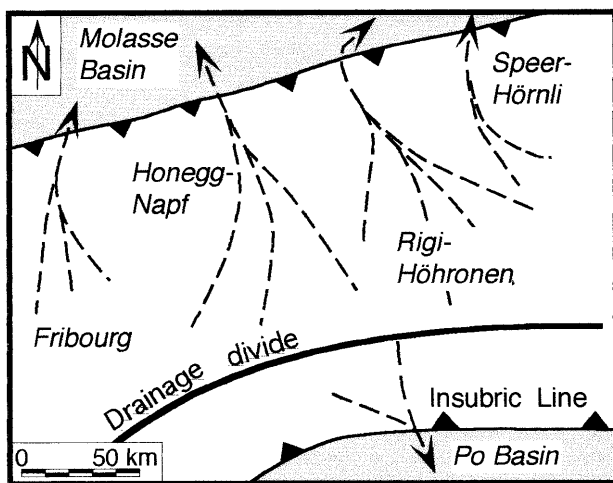 N
Molasse
Basin
Speer-
Hörnli
Honegg-
Napf
Rigi-
Höhronen
Fribourg
Drainage divide
Insubric Line
Po Basin
0 50 km